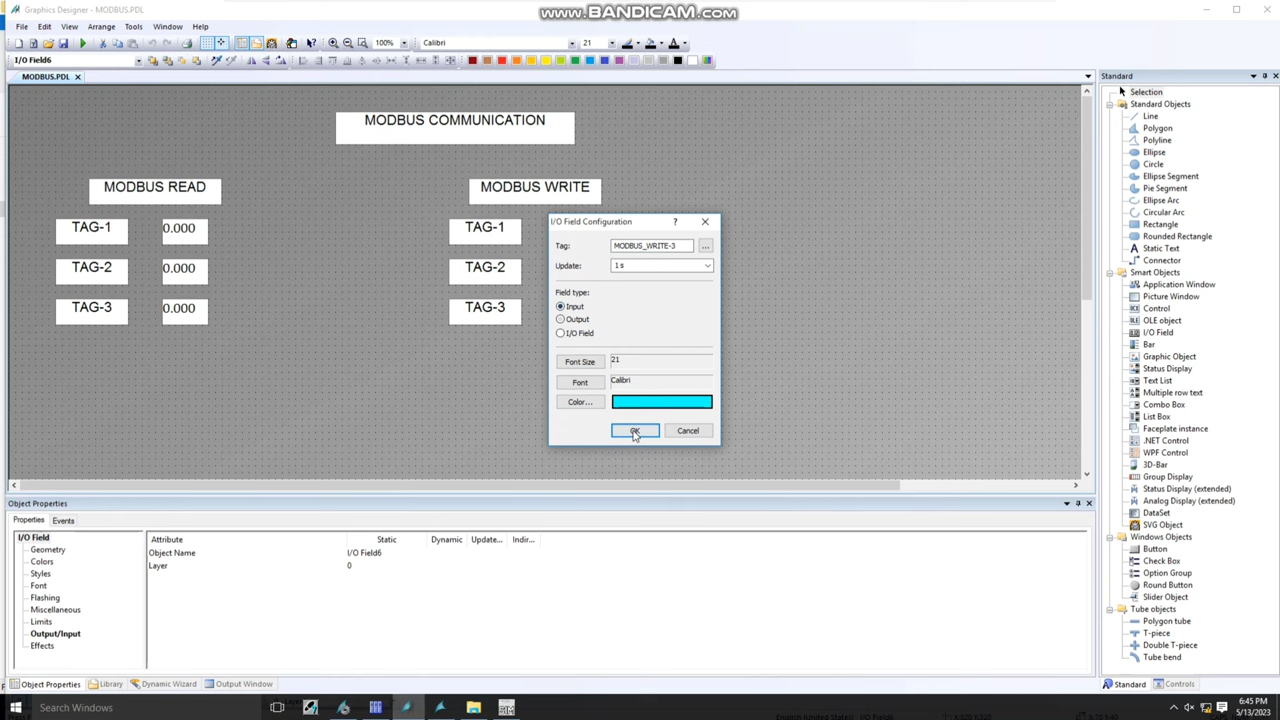 Graphics Designer - MODBUS.PDL
www.BANDICAM.com
File Edit View Arrange Tools Window Help
100% Calibri 21
I/O Field6
MODBUS.PDL
MODBUS COMMUNICATION
MODBUS READ MODBUS WRITE
TAG-1 0.000 TAG-1
TAG-2 0.000 TAG-2
TAG-3 0.000 TAG-3
I/O Field Configuration
Tag: MODBUS_WRITE-3 ...
Update: 1 s
Field type:
Input
Output
I/O Field
Font Size 21
Font Calibri
Color...
OK Cancel
Standard
Selection
Standard Objects
Line
Polygon
Polyline
Ellipse
Circle
Ellipse Segment
Pie Segment
Ellipse Arc
Circular Arc
Rectangle
Rounded Rectangle
Static Text
Connector
Smart Objects
Application Window
Picture Window
Control
OLE object
I/O Field
Bar
Graphic Object
Status Display
Text List
Multiple row text
Combo Box
List Box
Faceplate instance
.NET Control
WPF Control
3D-Bar
Group Display
Status Display (extended)
Analog Display (extended)
DataSet
SVG Object
Windows Objects
Button
Check Box
Option Group
Round Button
Slider Object
Tube objects
Polygon tube
T-piece
Double T-piece
Tube bend
Standard Controls
Object Properties
Properties Events
I/O Field
Geometry
Colors
Styles
Font
Flashing
Miscellaneous
Limits
Output/Input
Effects
Attribute Static Dynamic Update... Indir...
Object Name I/O Field6
Layer 0
Object Properties Library Dynamic Wizard Output Window
Search Windows
6:45 PM
5/13/2023